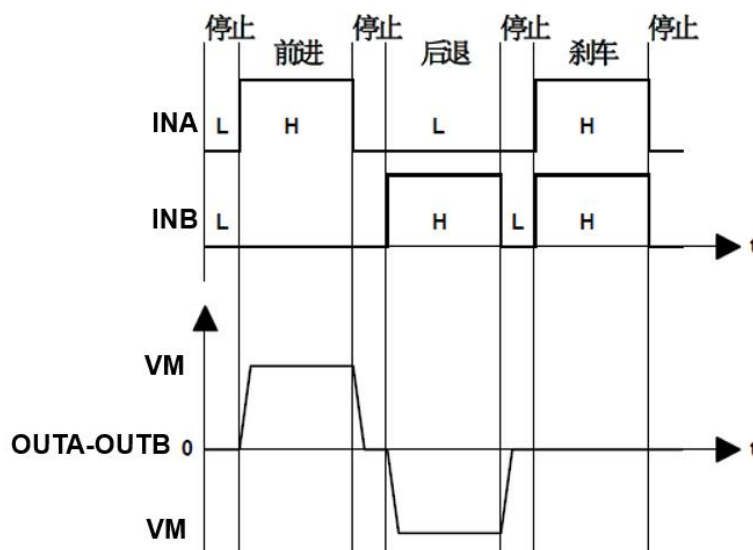 停止 前进 停止 后退 停止 刹车 停止
INA L H L H
INB L H L H
t
VM
OUTA-OUTB 0 t
VM